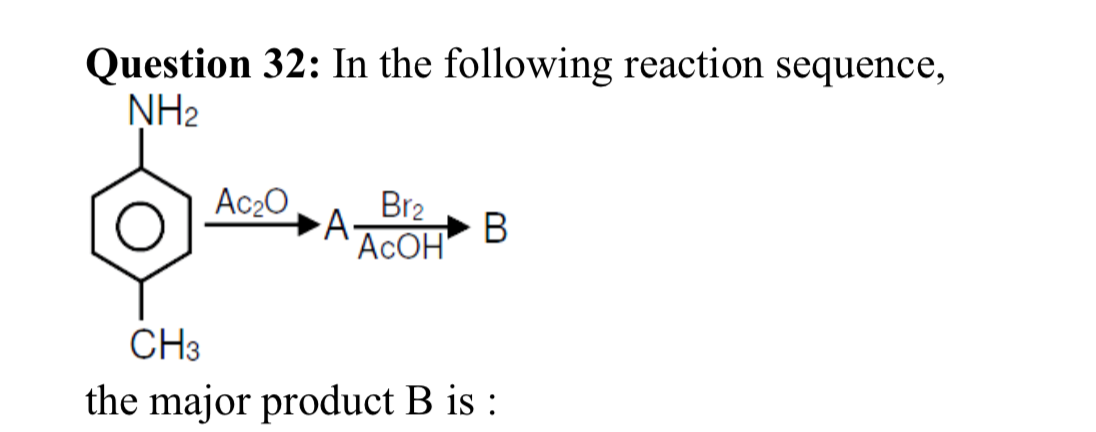 Question 32: In the following reaction sequence,
NH₂
Ac₂O A Br₂ B
AcOH
CH₃
the major product B is :